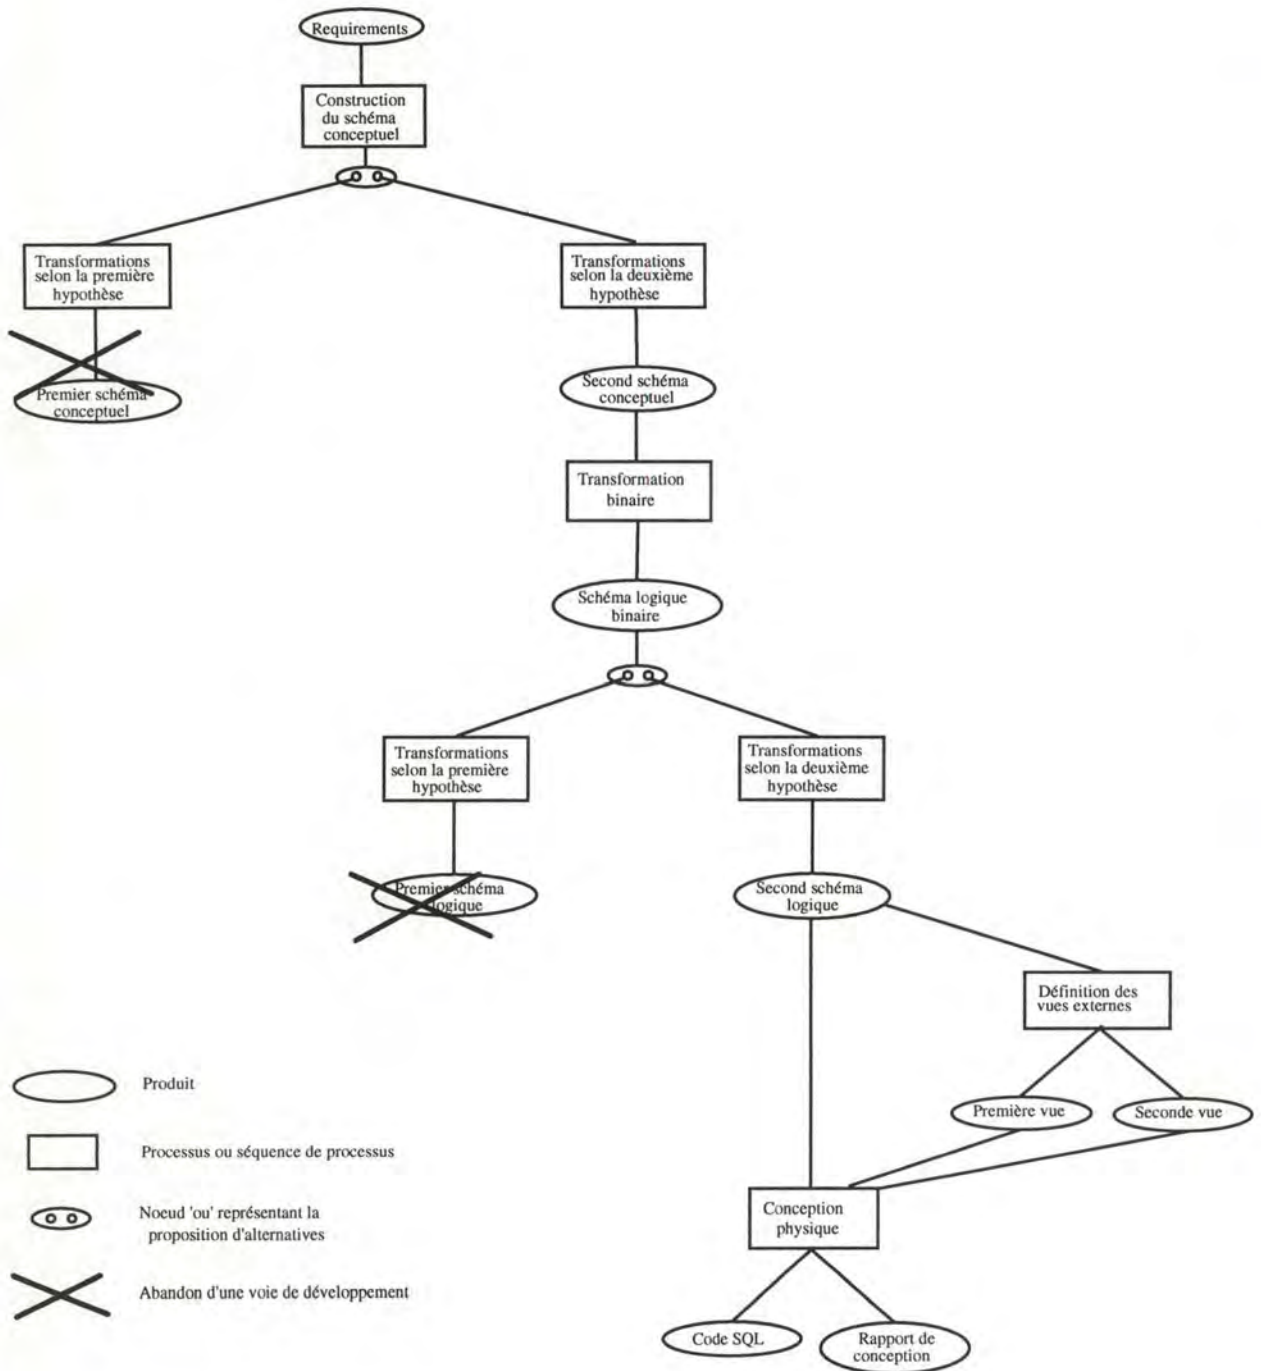 Requirements
Construction
du schéma
conceptuel
Transformations
selon la première
hypothèse
Transformations
selon la deuxième
hypothèse
Premier schéma
conceptuel
Second schéma
conceptuel
Transformation
binaire
Schéma logique
binaire
Transformations
selon la première
hypothèse
Transformations
selon la deuxième
hypothèse
Premier schéma
logique
Second schéma
logique
Définition des
vues externes
Première vue
Seconde vue
Conception
physique
Code SQL
Rapport de
conception
Produit
Processus ou séquence de processus
Noeud 'ou' représentant la
proposition d'alternatives
Abandon d'une voie de développement